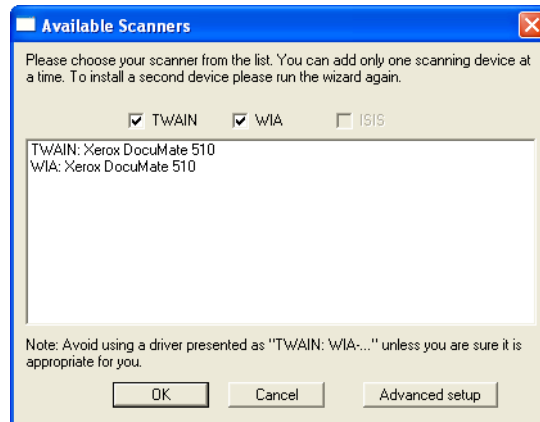 Available Scanners
Please choose your scanner from the list. You can add only one scanning device at
a time. To install a second device please run the wizard again.
TWAIN WIA ISIS
TWAIN: Xerox DocuMate 510
WIA: Xerox DocuMate 510
Note: Avoid using a driver presented as "TWAIN: WIA-..." unless you are sure it is
appropriate for you.
OK Cancel Advanced setup